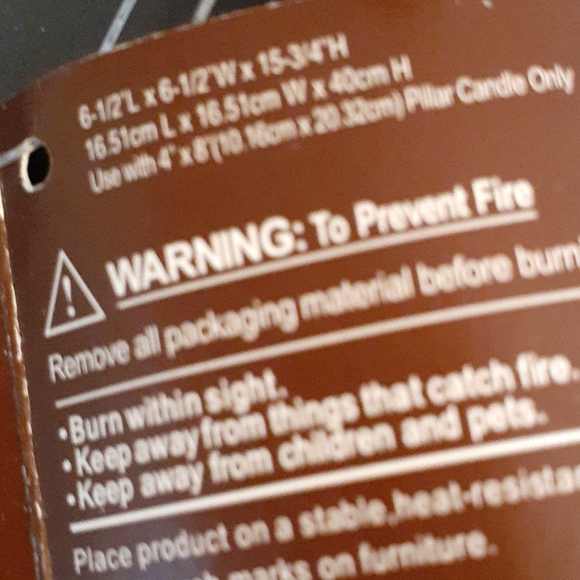 6-1/2"L x 6-1/2"W x 15-3/4"H
16.51cm L x 16.51cm W x 40cm H
Use with 4" x 8"(10.16cm x 20.32cm) Pillar Candle Only
WARNING: To Prevent Fire
Remove all packaging material before burn
•Burn within sight.
•Keep away from things that catch fire.
•Keep away from children and pets.
Place product on a stable,heat-resista
marks on furniture.